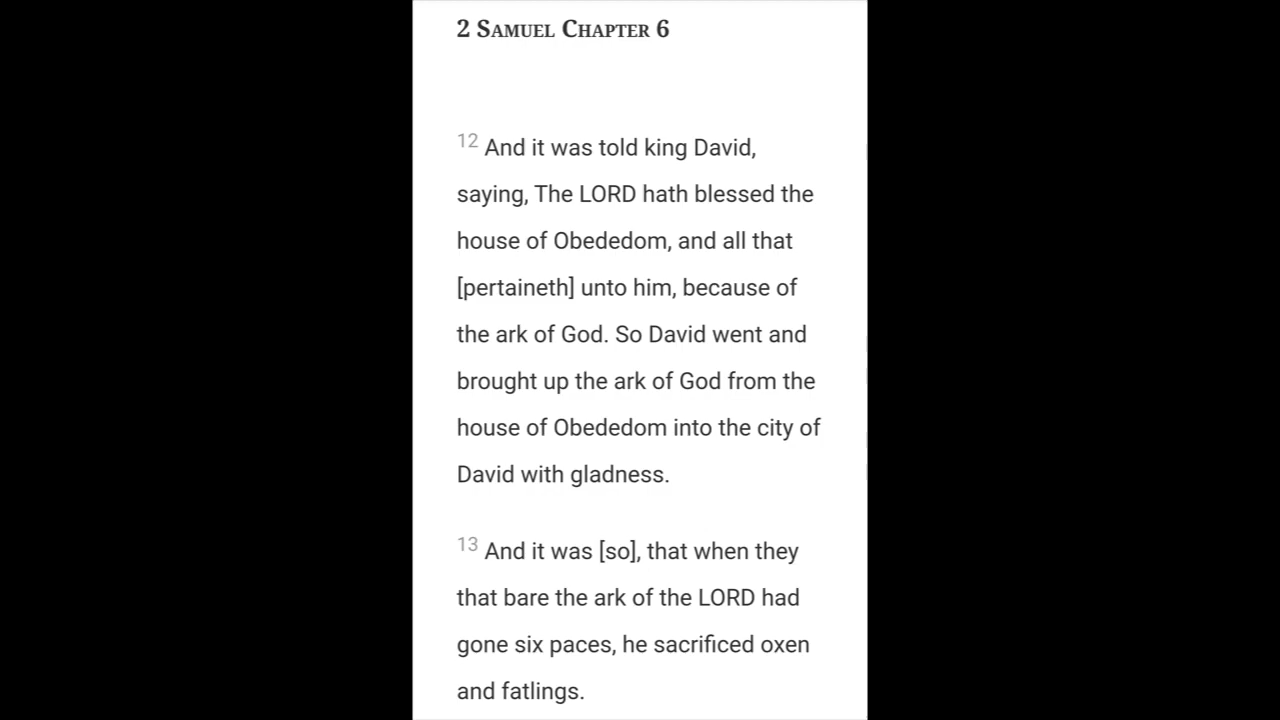 2 Samuel Chapter 6
12 And it was told king David,
saying, The LORD hath blessed the
house of Obededom, and all that
[pertaineth] unto him, because of
the ark of God. So David went and
brought up the ark of God from the
house of Obededom into the city of
David with gladness.
13 And it was [so], that when they
that bare the ark of the LORD had
gone six paces, he sacrificed oxen
and fatlings.